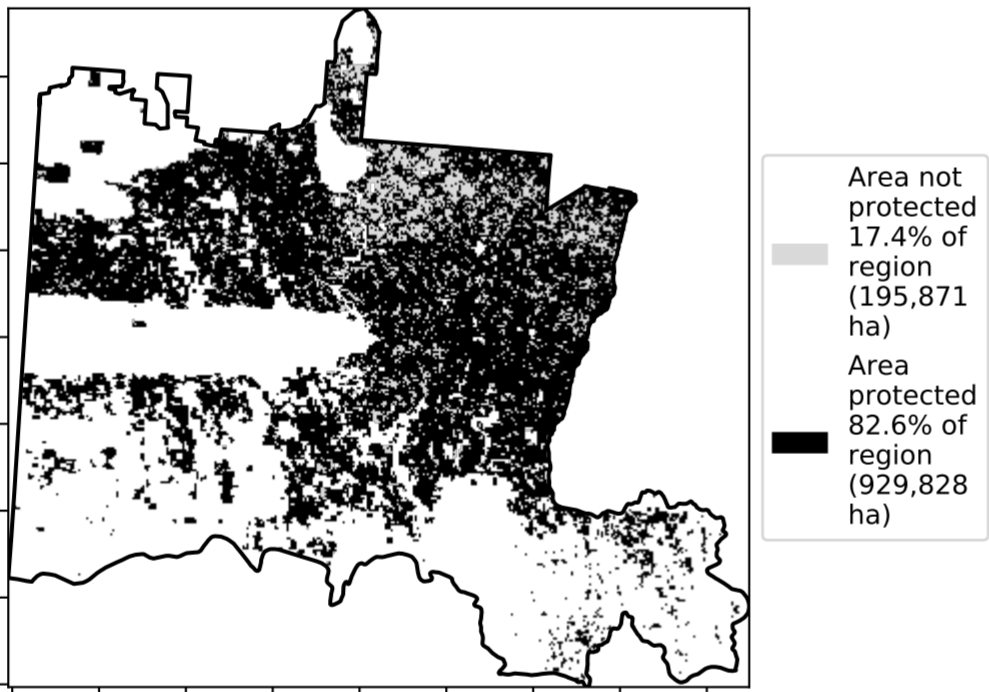 Area not
protected
17.4% of
region
(195,871
ha)
Area
protected
82.6% of
region
(929,828
ha)